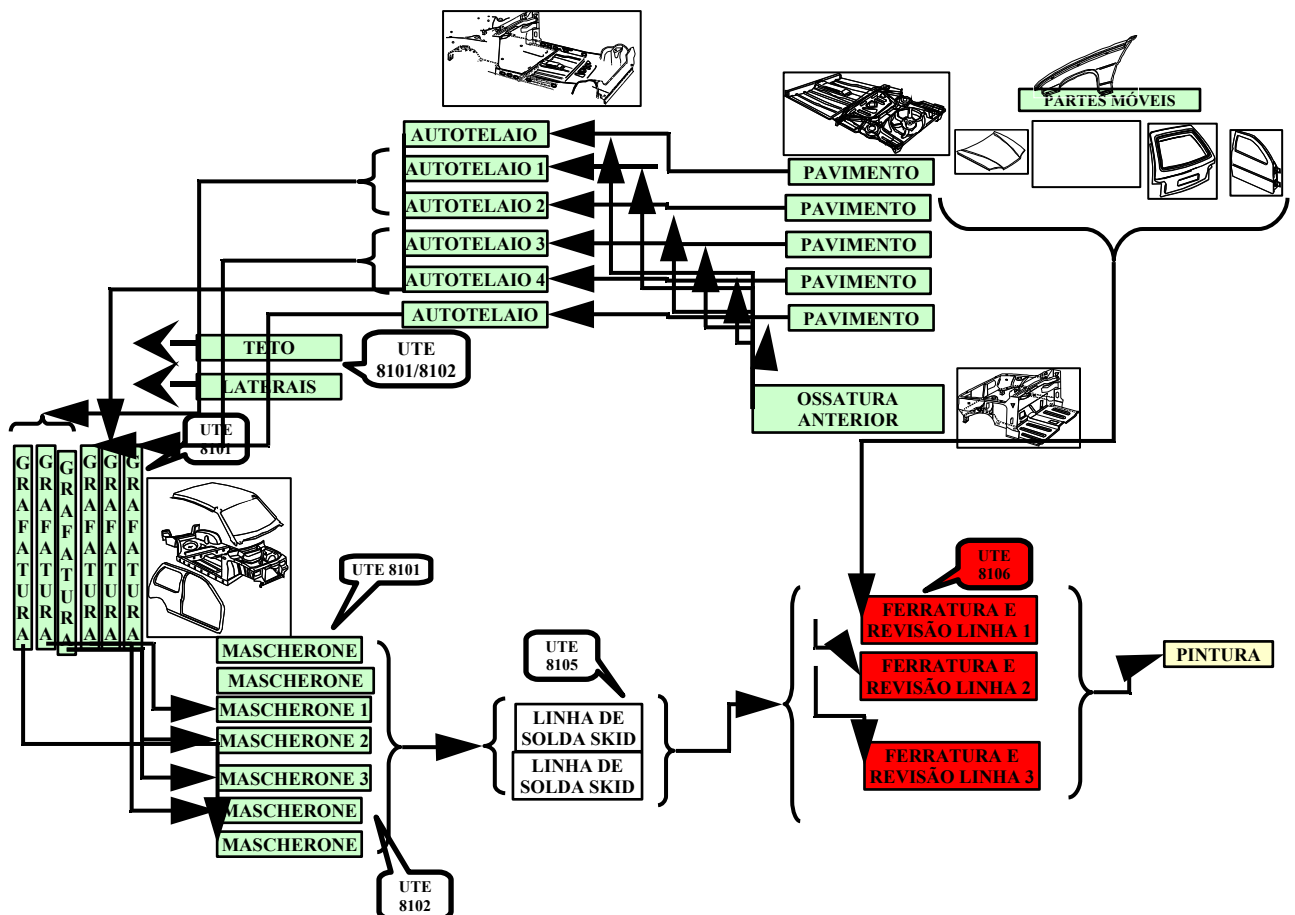 PARTES MÓVEIS
AUTOTELAIO
AUTOTELAIO 1
AUTOTELAIO 2
AUTOTELAIO 3
AUTOTELAIO 4
AUTOTELAIO
PAVIMENTO
PAVIMENTO
PAVIMENTO
PAVIMENTO
PAVIMENTO
TETO
LATERAIS
UTE
8101/8102
OSSATURA
ANTERIOR
UTE
8101
GRAFATURA
GRAFATURA
GRAFATURA
GRAFATURA
GRAFATURA
GRAFATURA
UTE 8101
MASCHERONE
MASCHERONE
MASCHERONE 1
MASCHERONE 2
MASCHERONE 3
MASCHERONE
MASCHERONE
UTE
8102
UTE
8105
LINHA DE
SOLDA SKID
LINHA DE
SOLDA SKID
UTE
8106
FERRATURA E
REVISÃO LINHA 1
FERRATURA E
REVISÃO LINHA 2
FERRATURA E
REVISÃO LINHA 3
PINTURA